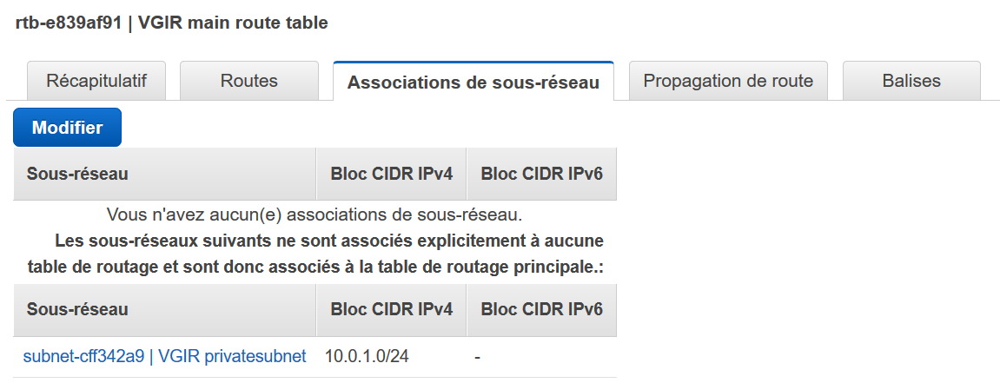 rtb-e839af91 | VGIR main route table
Récapitulatif Routes Associations de sous-réseau Propagation de route Balises
Modifier
Sous-réseau Bloc CIDR IPv4 Bloc CIDR IPv6
Vous n'avez aucun(e) associations de sous-réseau.
Les sous-réseaux suivants ne sont associés explicitement à aucune
table de routage et sont donc associés à la table de routage principale.:
Sous-réseau Bloc CIDR IPv4 Bloc CIDR IPv6
subnet-cff342a9 | VGIR privatesubnet 10.0.1.0/24 -